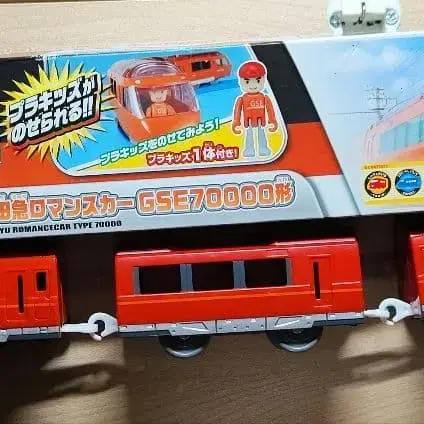 プラキッズが
のせられる!!
GSE
プラキッズをのせてみよう!
プラキッズ1体付き!
急ロマンスカーGSE70000形
YU ROMANCECAR TYPE 70000